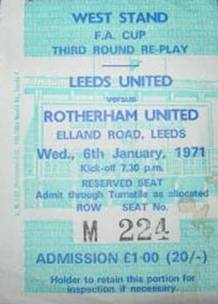 WEST STAND
F.A. CUP
THIRD ROUND RE-PLAY
LEEDS UNITED
versus
ROTHERHAM UNITED
ELLAND ROAD, LEEDS
Wed., 6th January, 1971
Kick-off 7.30 p.m.
RESERVED SEAT
Admit through Turnstile as allocated
ROW SEAT No.
M 224
ADMISSION £1·00 (20/-)
Holder to retain this portion for
inspection if necessary.